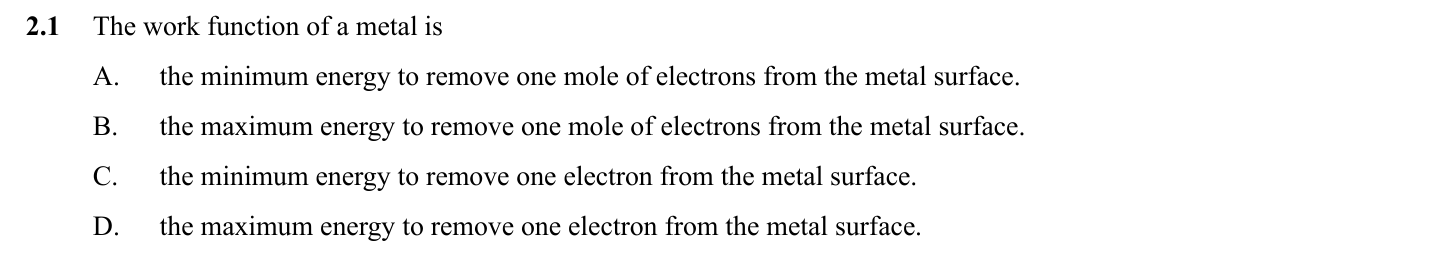 2.1 The work function of a metal is
A. the minimum energy to remove one mole of electrons from the metal surface.
B. the maximum energy to remove one mole of electrons from the metal surface.
C. the minimum energy to remove one electron from the metal surface.
D. the maximum energy to remove one electron from the metal surface.